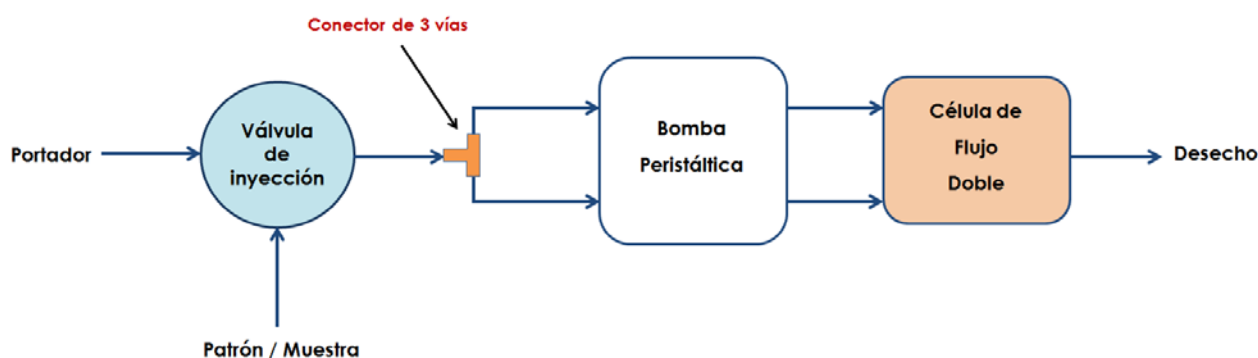 Conector de 3 vías
Portador
Válvula
de
inyección
Patrón / Muestra
Bomba
Peristáltica
Célula de
Flujo
Doble
Desecho